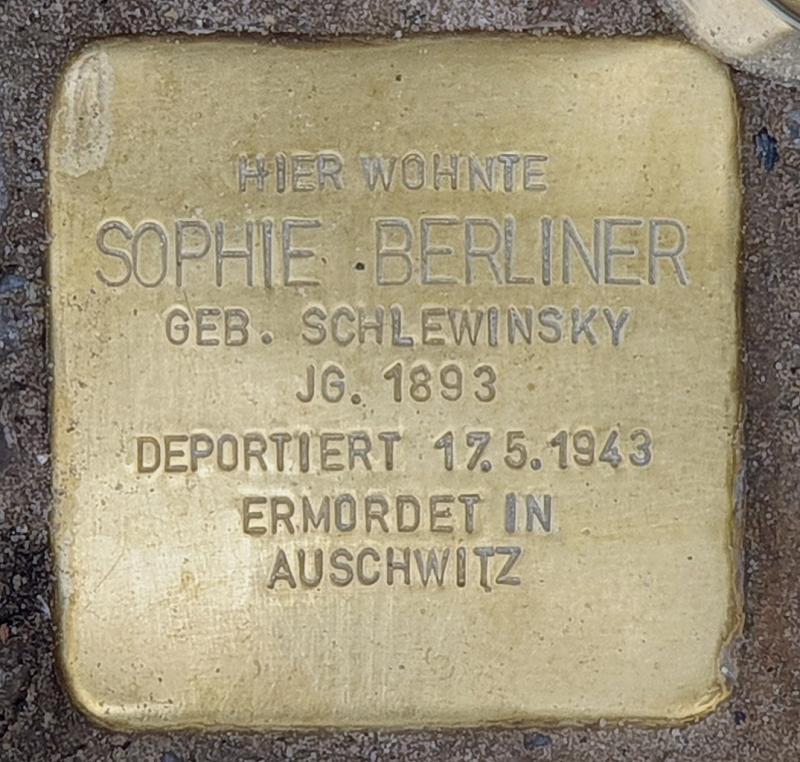 HIER WOHNTE
SOPHIE BERLINER
GEB. SCHLEWINSKY
JG. 1893
DEPORTIERT 17.5.1943
ERMORDET IN
AUSCHWITZ